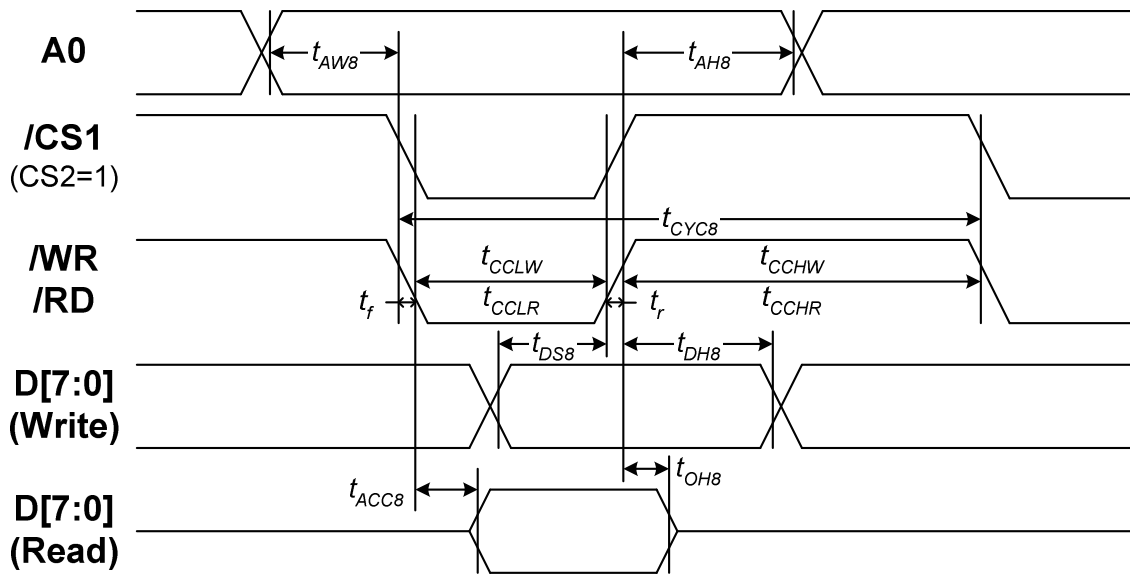 A0
tAW8
tAH8
/CS1
(CS2=1)
tCYC8
/WR
/RD
tCCLW
tCCHW
tf
tCCLR
tr
tCCHR
tDS8
tDH8
D[7:0]
(Write)
tACC8
tOH8
D[7:0]
(Read)